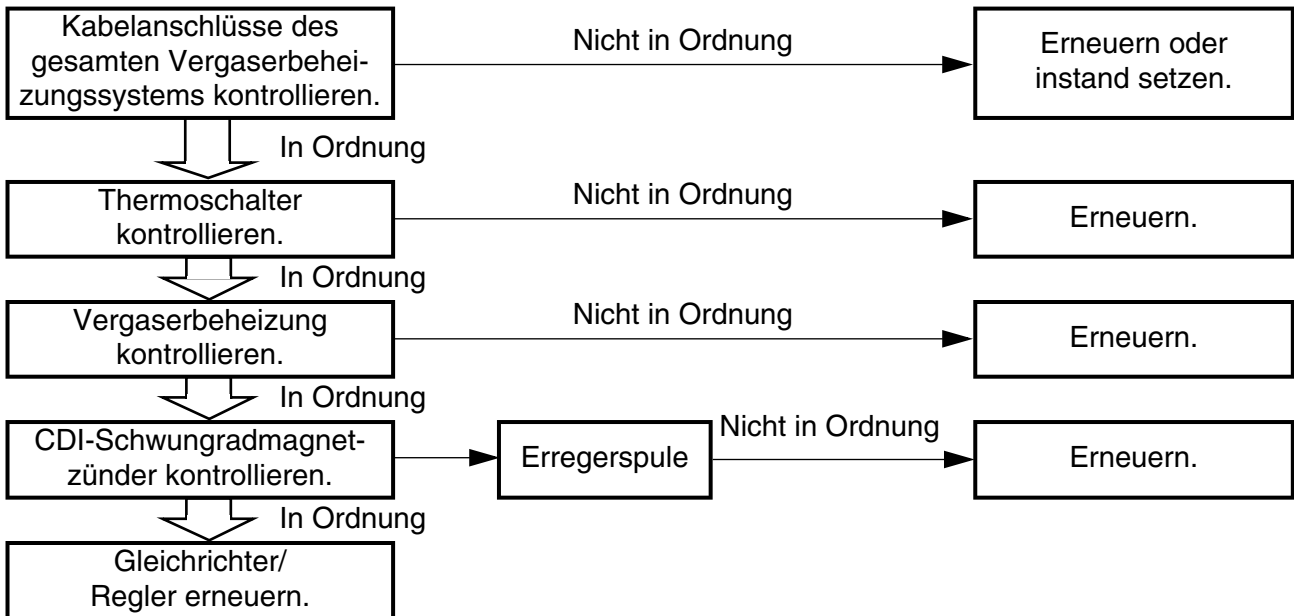 Kabelanschlüsse des
gesamten Vergaserbehei-
zungssystems kontrollieren.
Nicht in Ordnung
Erneuern oder
instand setzen.
In Ordnung
Thermoschalter
kontrollieren.
Nicht in Ordnung
Erneuern.
In Ordnung
Vergaserbeheizung
kontrollieren.
Nicht in Ordnung
Erneuern.
In Ordnung
CDI-Schwungradmagnet-
zünder kontrollieren.
Erregerspule
Nicht in Ordnung
Erneuern.
In Ordnung
Gleichrichter/
Regler erneuern.